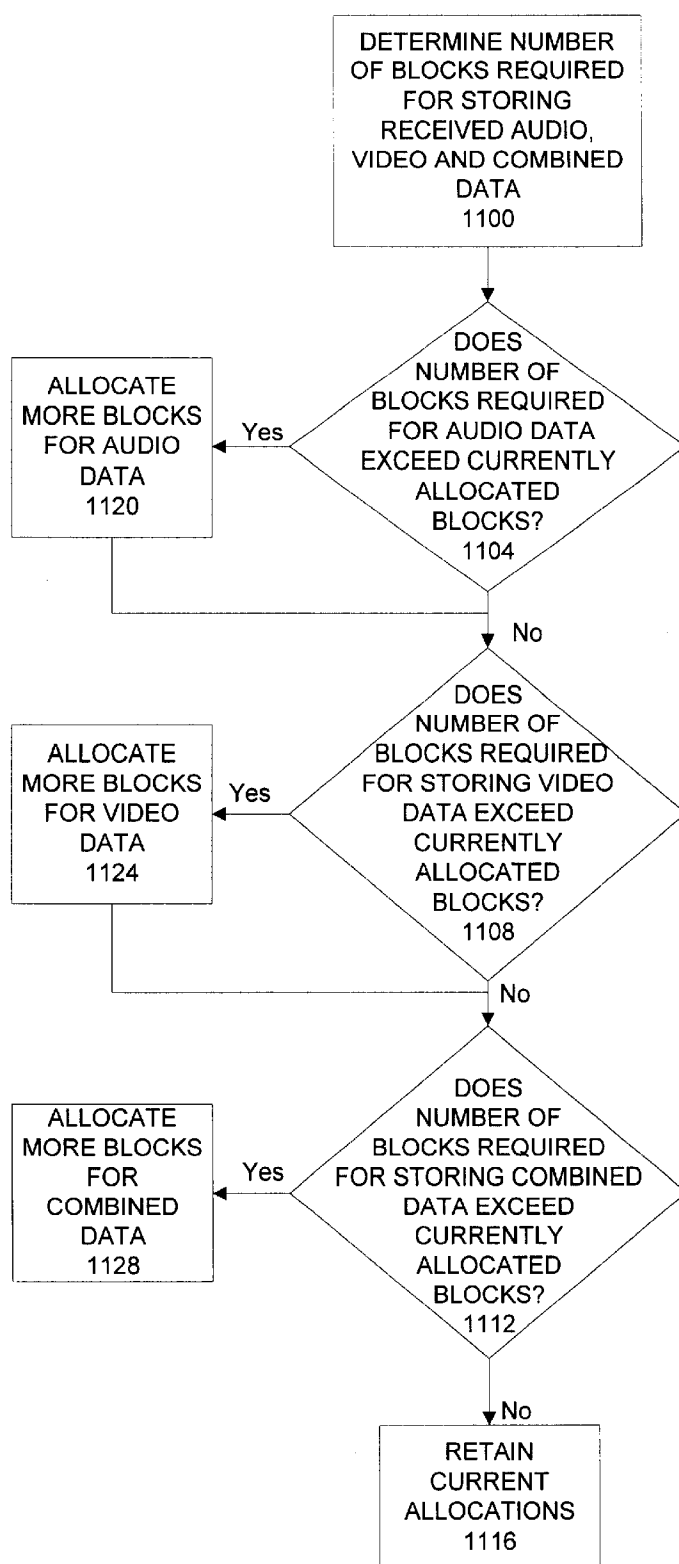 DETERMINE NUMBER
OF BLOCKS REQUIRED
FOR STORING
RECEIVED AUDIO,
VIDEO AND COMBINED
DATA
1100
DOES
NUMBER OF
BLOCKS REQUIRED
FOR AUDIO DATA
EXCEED CURRENTLY
ALLOCATED
BLOCKS?
1104
Yes
ALLOCATE
MORE BLOCKS
FOR AUDIO
DATA
1120
No
DOES
NUMBER OF
BLOCKS REQUIRED
FOR STORING VIDEO
DATA EXCEED
CURRENTLY
ALLOCATED
BLOCKS?
1108
Yes
ALLOCATE
MORE BLOCKS
FOR VIDEO
DATA
1124
No
DOES
NUMBER OF
BLOCKS REQUIRED
FOR STORING COMBINED
DATA EXCEED
CURRENTLY
ALLOCATED
BLOCKS?
1112
Yes
ALLOCATE
MORE BLOCKS
FOR
COMBINED
DATA
1128
No
RETAIN
CURRENT
ALLOCATIONS
1116